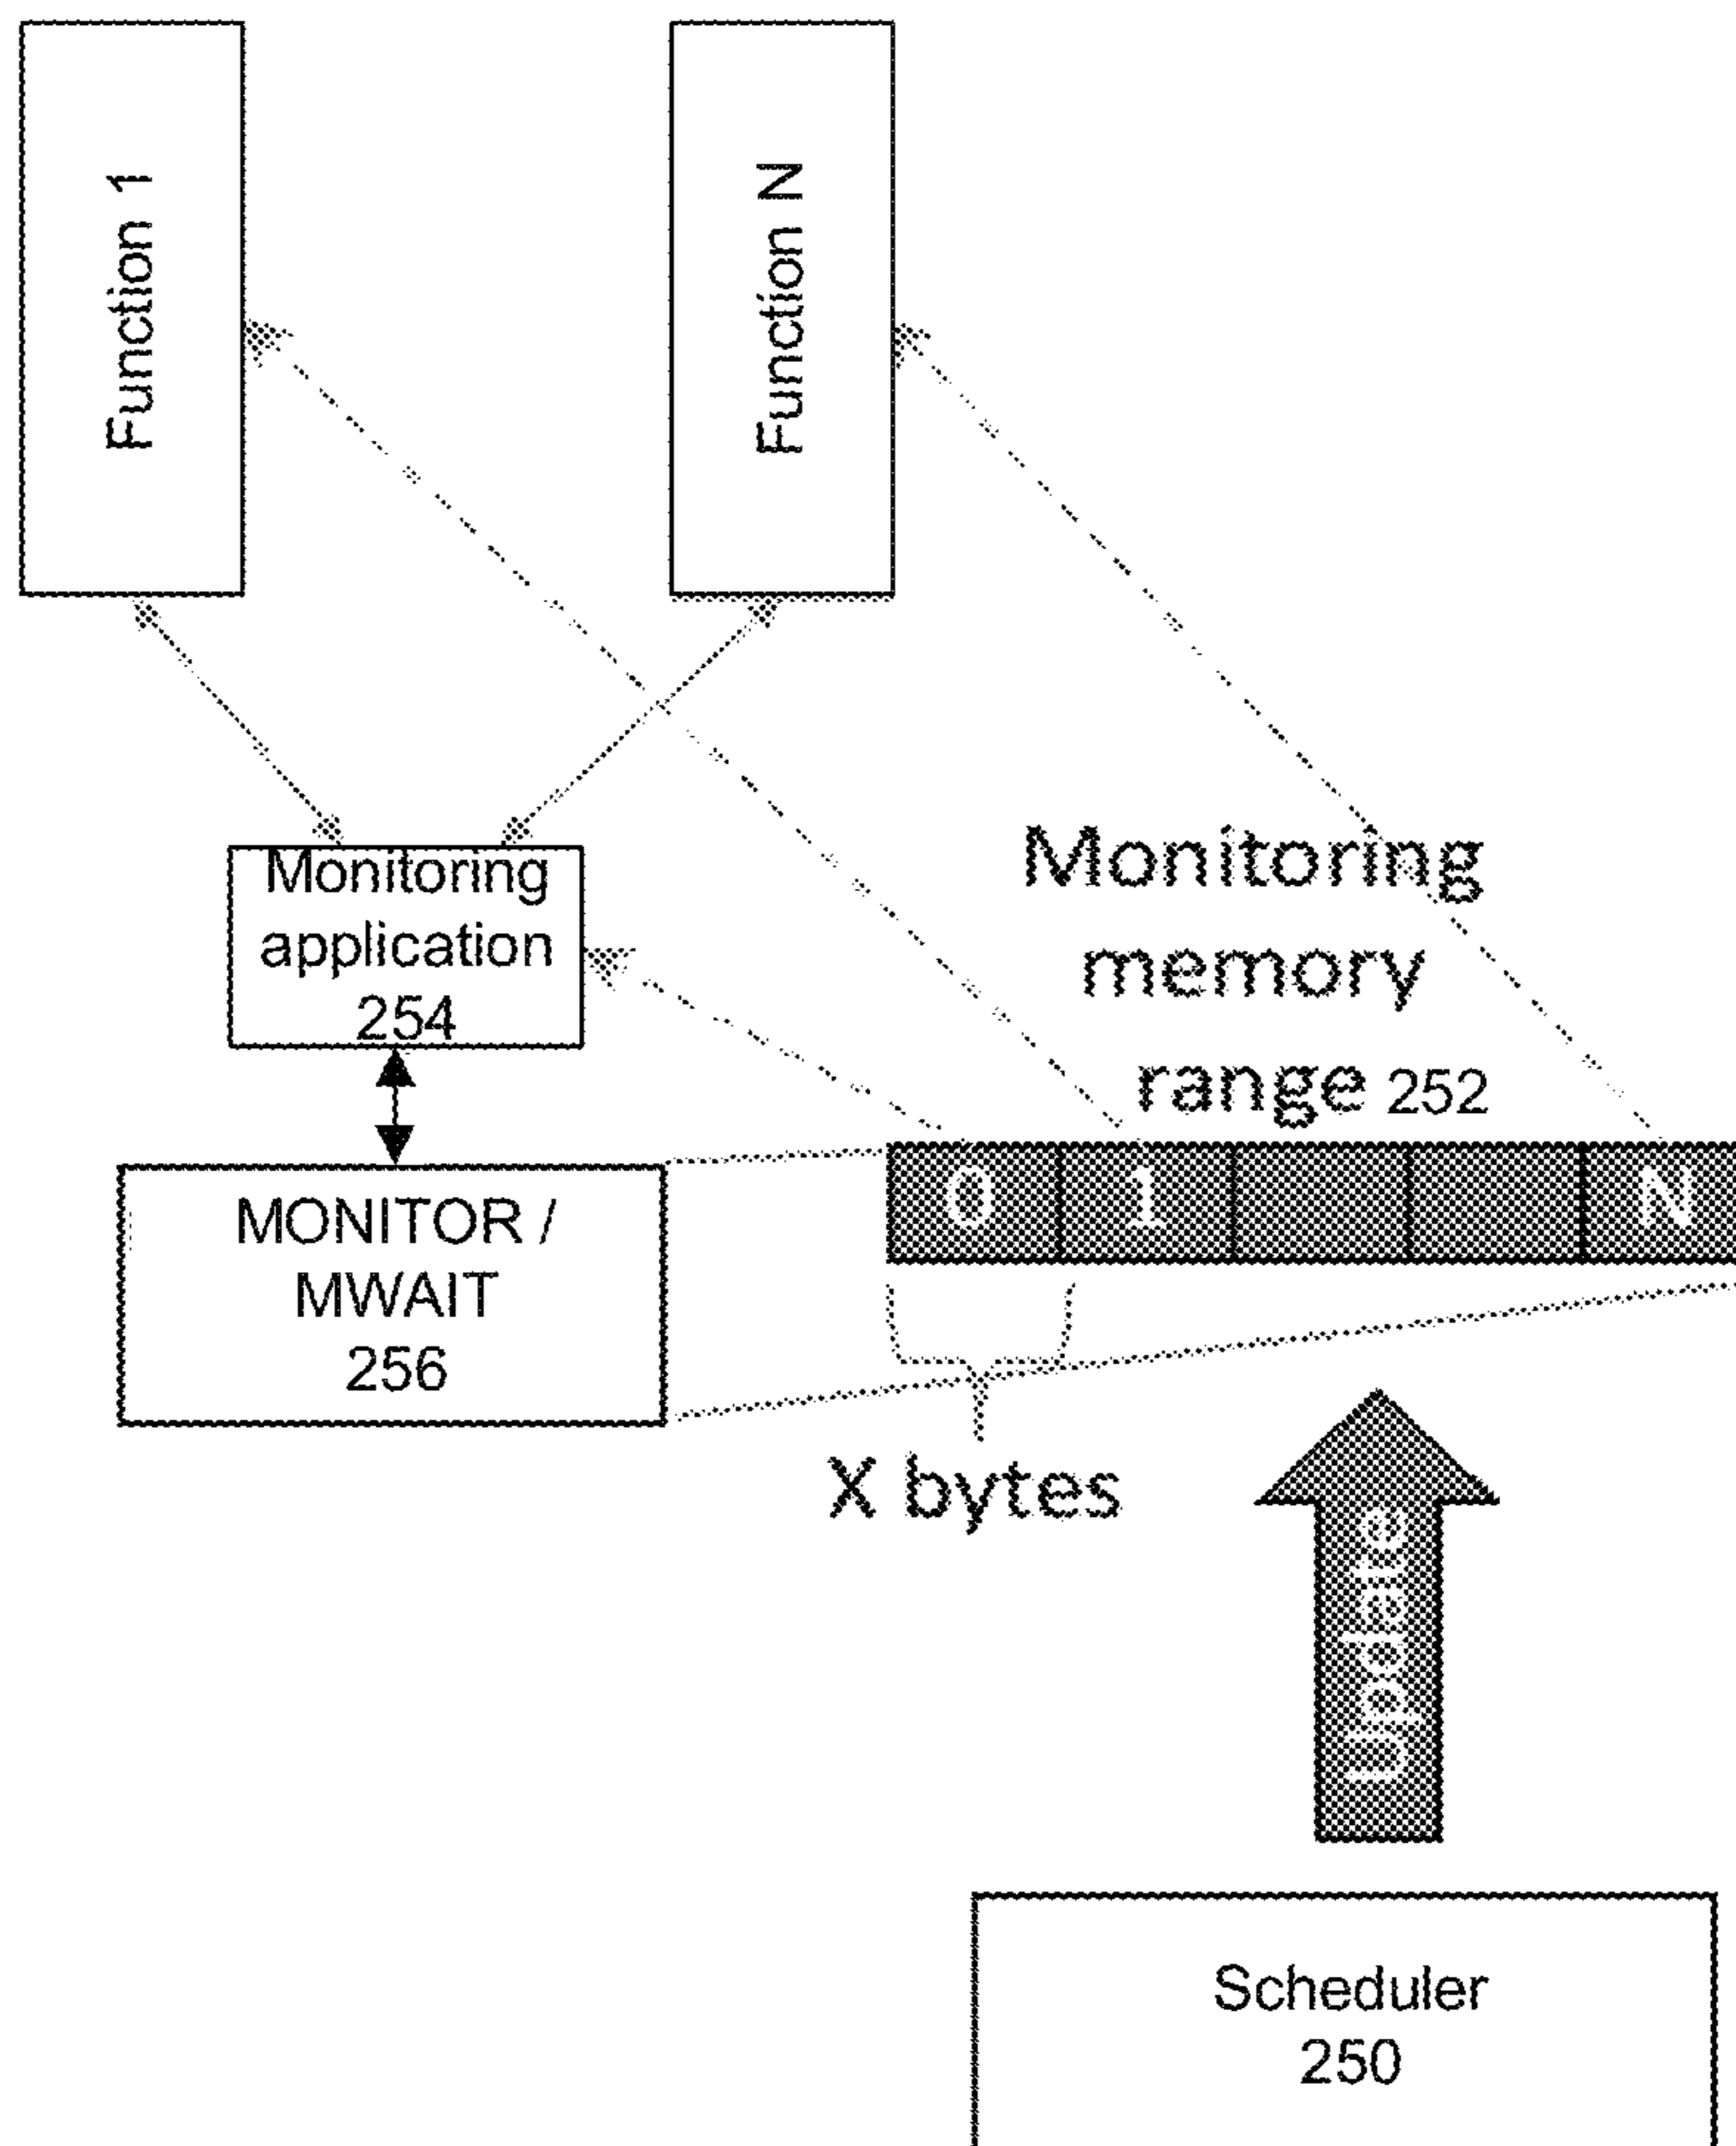 Function 1
Function N
Monitoring
application
254
Monitoring
memory
range 252
MONITOR /
MWAIT
256
0 1 N
X bytes
Update
Scheduler
250